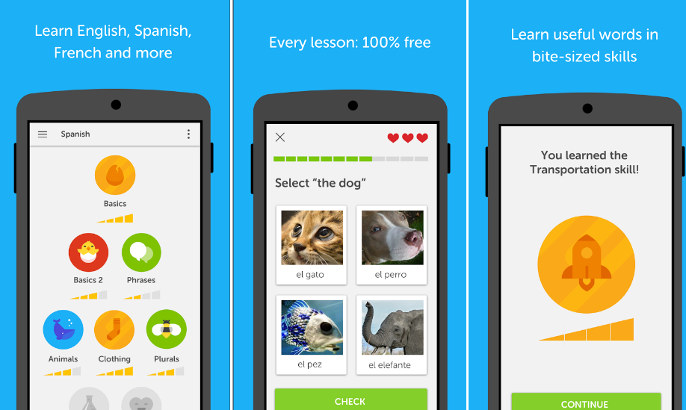 Learn English, Spanish,
French and more
Spanish
Basics
Basics 2
Phrases
Animals
Clothing
Plurals
Every lesson: 100% free
Select “the dog”
el gato
el perro
el pez
el elefante
CHECK
Learn useful words in
bite-sized skills
You learned the
Transportation skill!
CONTINUE